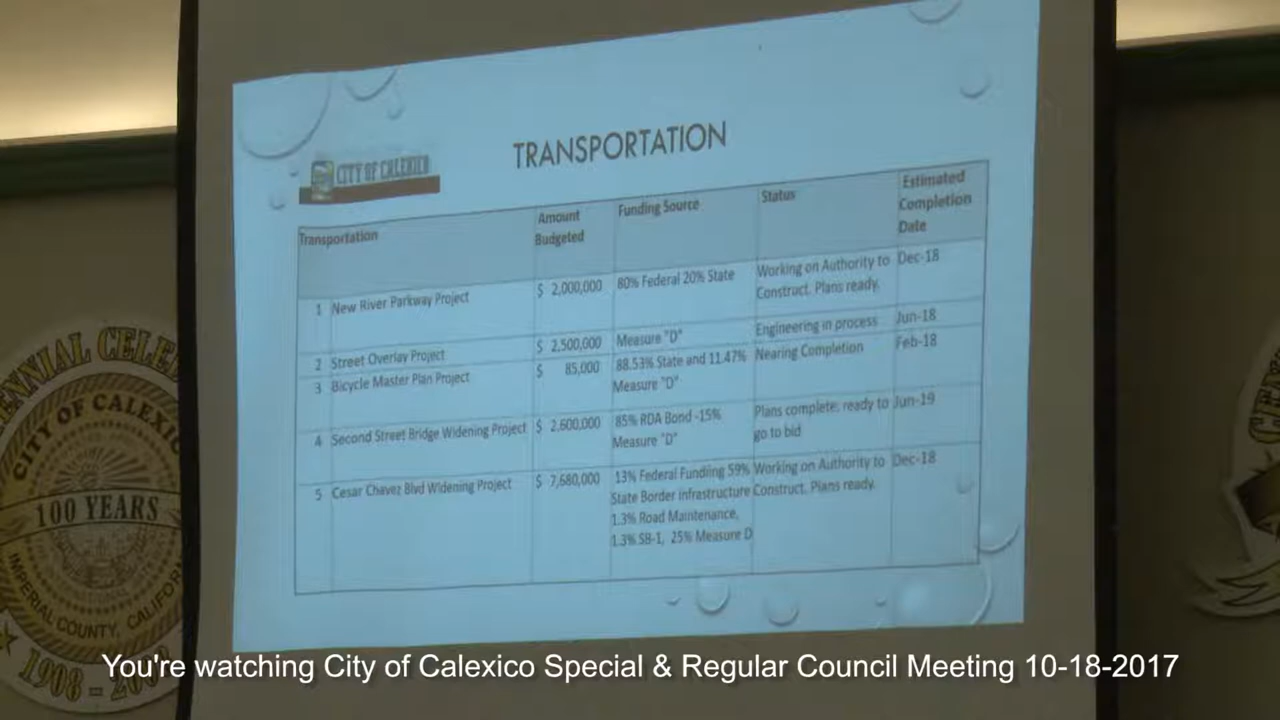 TRANSPORTATION
CITY OF CALEXICO
Transportation
Amount
Budgeted
Funding Source
Status
Estimated
Completion
Date
1 New River Parkway Project
$ 2,000,000
80% Federal 20% State
Working on Authority to
Construct. Plans ready.
Dec-18
2 Street Overlay Project
$ 2,500,000
Measure "D"
Engineering in process
Jun-18
3 Bicycle Master Plan Project
$ 85,000
88.53% State and 11.47%
Measure "D"
Nearing Completion
Feb-18
4 Second Street Bridge Widening Project
$ 2,600,000
85% RDA Bond -15%
Measure "D"
Plans complete, ready to
go to bid
Jun-19
5 Cesar Chavez Blvd Widening Project
$ 7,680,000
13% Federal Funding 59%
State Border infrastructure
1.3% Road Maintenance,
1.3% SB-1, 25% Measure D
Working on Authority to
Construct. Plans ready.
Dec-18
CITY OF CALEXICO
100 YEARS
IMPERIAL COUNTY,
1908
You're watching City of Calexico Special & Regular Council Meeting 10-18-2017